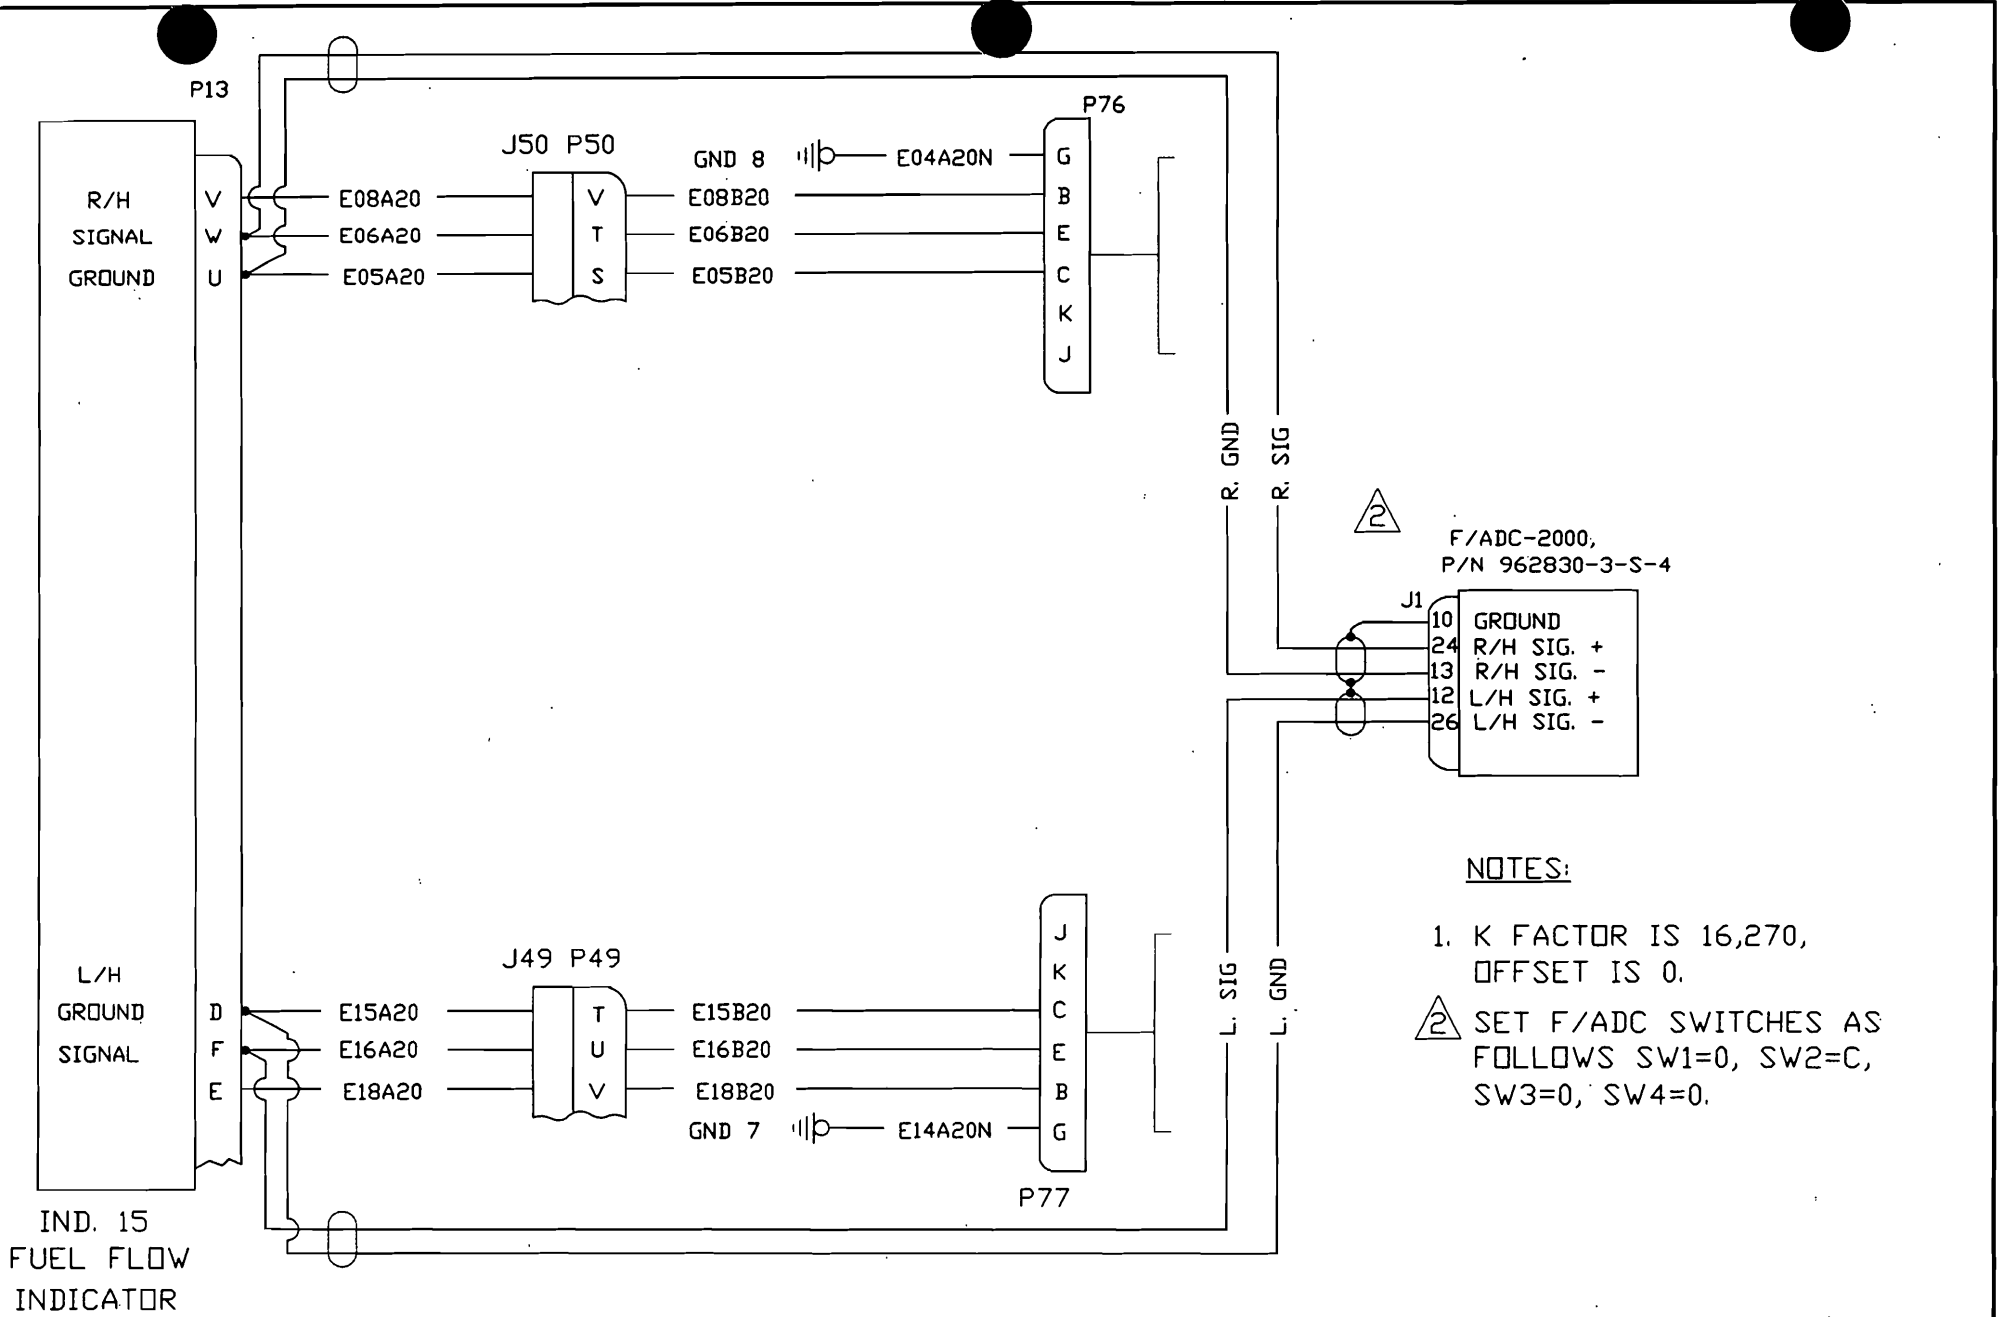 P13
P76
J50 P50
GND 8 E04A20N G
R/H V E08A20 V E08B20 B
SIGNAL W E06A20 T E06B20 E
GROUND U E05A20 S E05B20 C
K
J
R. GND
R. SIG
2
F/ADC-2000,
P/N 962830-3-S-4
J1
10 GROUND
24 R/H SIG. +
13 R/H SIG. -
12 L/H SIG. +
26 L/H SIG. -
NOTES:
1. K FACTOR IS 16,270,
OFFSET IS 0.
2 SET F/ADC SWITCHES AS
FOLLOWS SW1=0, SW2=C,
SW3=0, SW4=0.
L. SIG
L. GND
J49 P49
J
K
L/H
GROUND D E15A20 T E15B20 C
SIGNAL F E16A20 U E16B20 E
E E18A20 V E18B20 B
GND 7 E14A20N G
P77
IND. 15
FUEL FLOW
INDICATOR